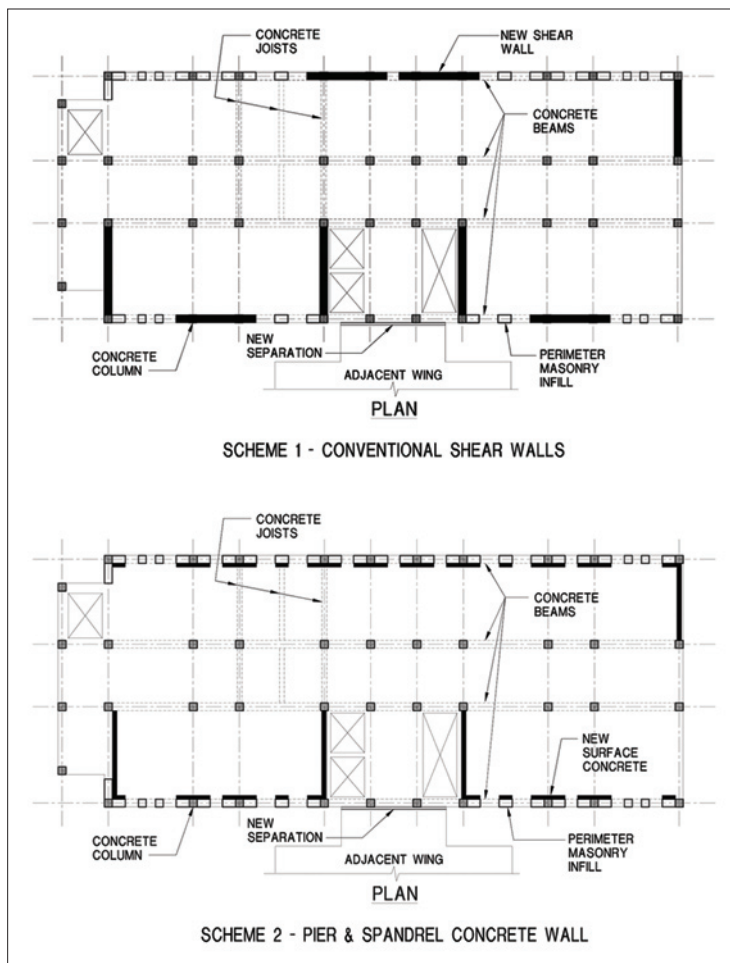 CONCRETE
JOISTS
NEW SHEAR
WALL
CONCRETE
BEAMS
CONCRETE
COLUMN
NEW
SEPARATION
ADJACENT WING
PERIMETER
MASONRY
INFILL
PLAN
SCHEME 1 - CONVENTIONAL SHEAR WALLS
CONCRETE
JOISTS
CONCRETE
BEAMS
NEW
SURFACE
CONCRETE
CONCRETE
COLUMN
NEW
SEPARATION
ADJACENT WING
PERIMETER
MASONRY
INFILL
PLAN
SCHEME 2 - PIER & SPANDREL CONCRETE WALL